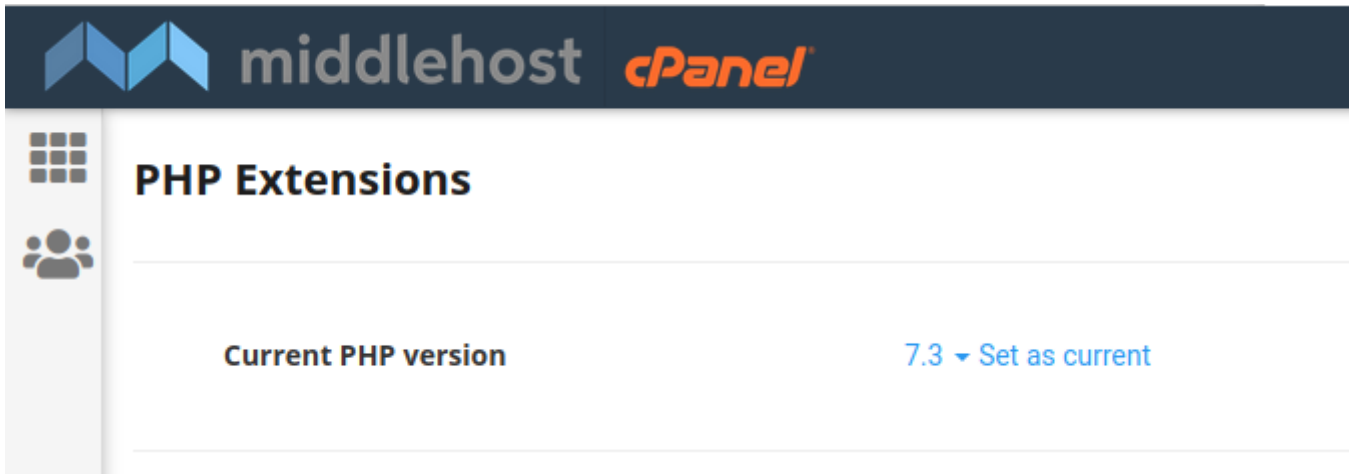 middlehost cPanel®
PHP Extensions
Current PHP version 7.3 Set as current